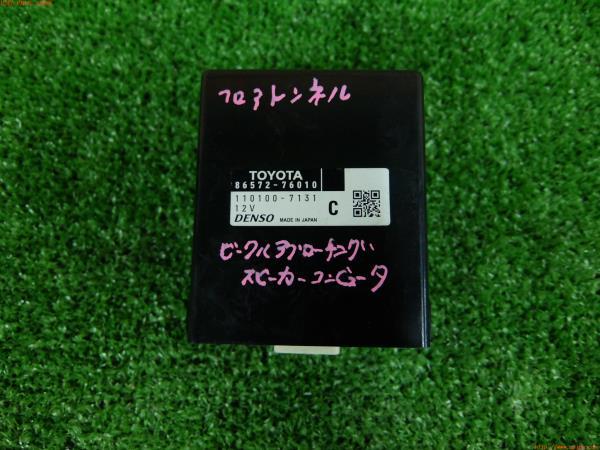 フロアトンネル
TOYOTA
86572-76010
110100-7131
12V
C
DENSO MADE IN JAPAN
ビークルアプローチングい
スピーカーコンピュータ